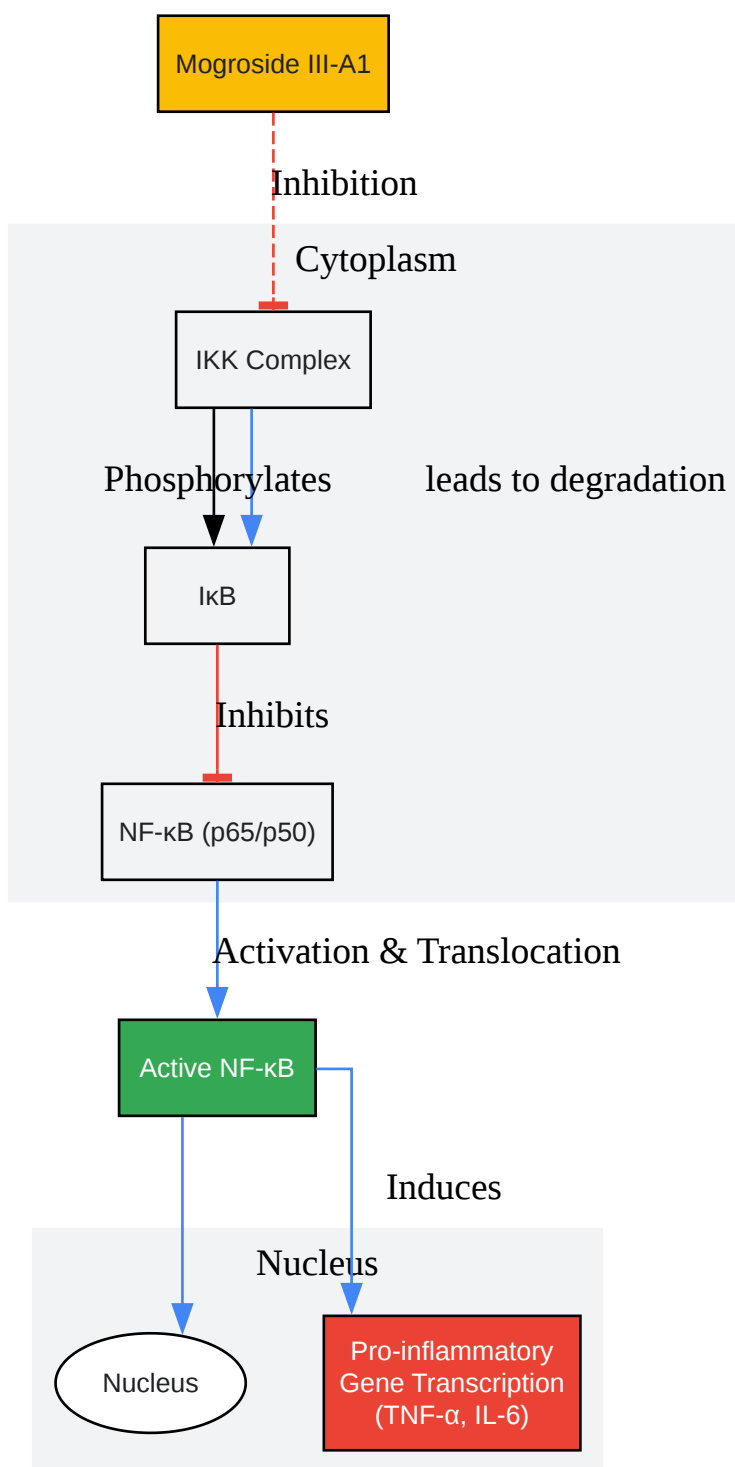 Mogroside III-A1
Inhibition
Cytoplasm
IKK Complex
Phosphorylates
leads to degradation
IκB
Inhibits
NF-κB (p65/p50)
Activation & Translocation
Active NF-κB
Induces
Nucleus
Nucleus
Pro-inflammatory
Gene Transcription
(TNF-α, IL-6)